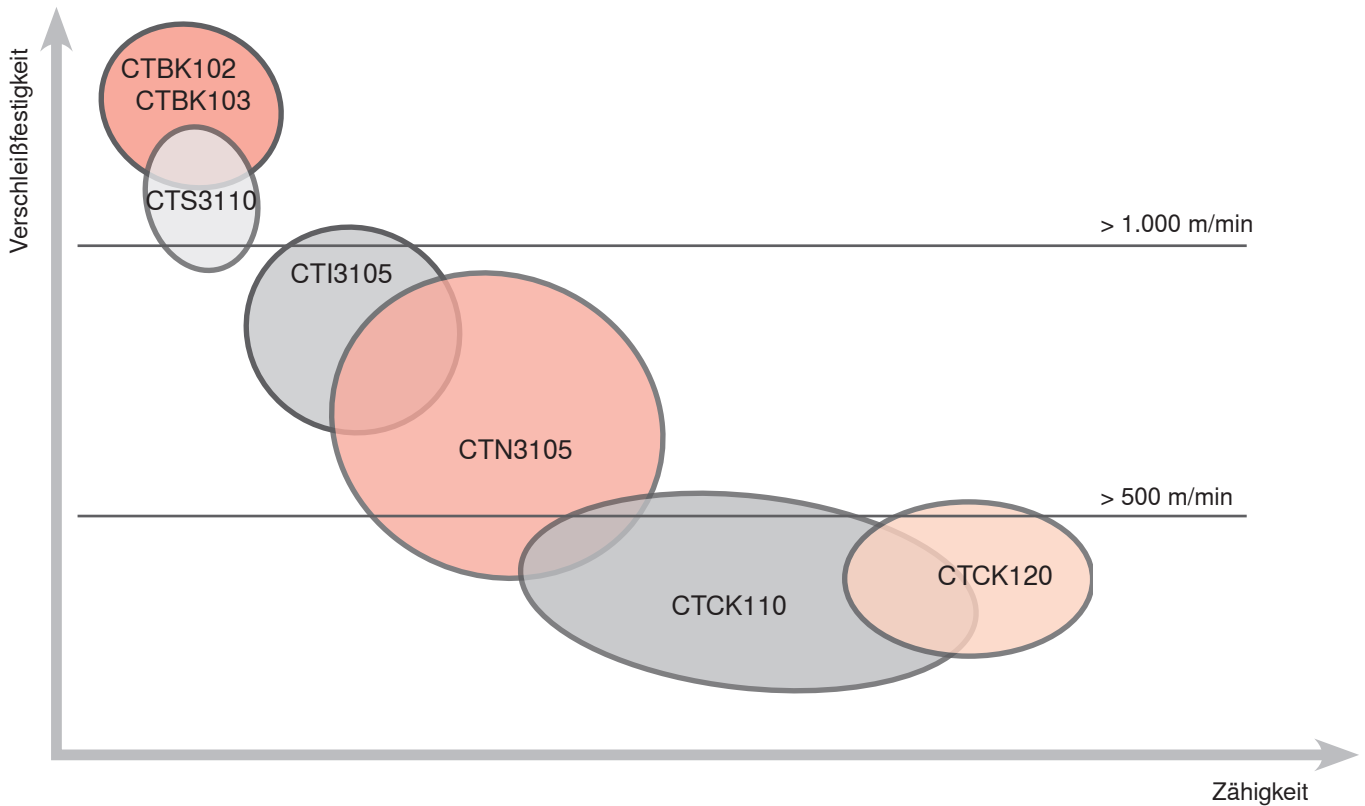 Verschleißfestigkeit
CTBK102
CTBK103
CTS3110
> 1.000 m/min
CTI3105
CTN3105
> 500 m/min
CTCK120
CTCK110
Zähigkeit